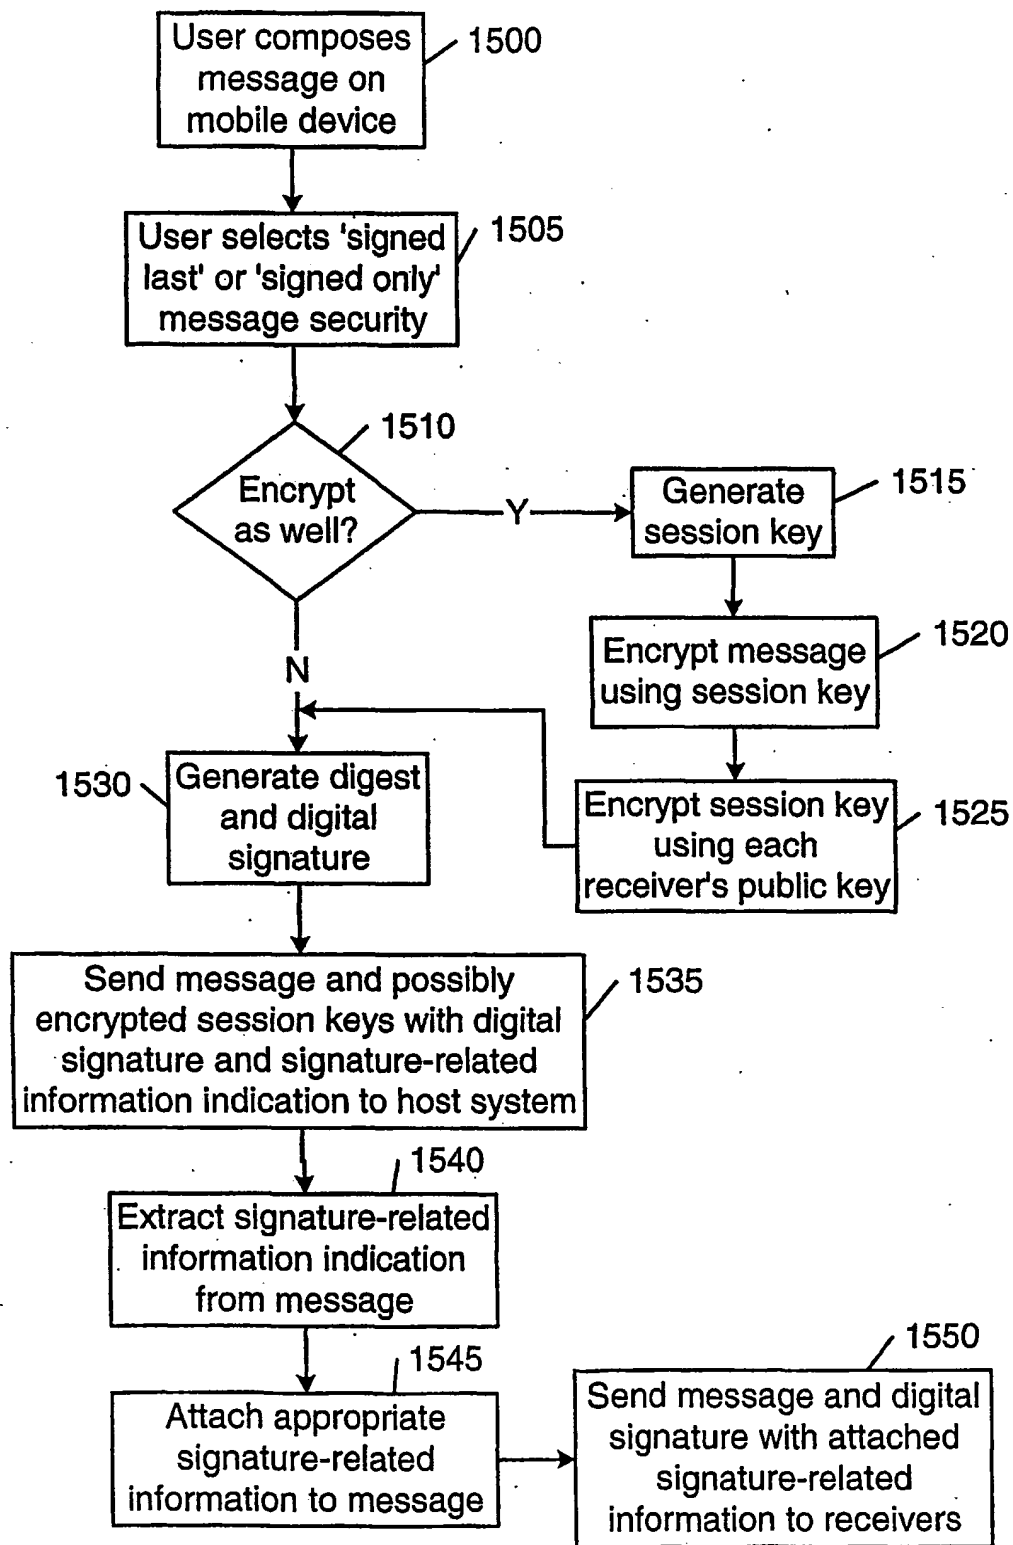 User composes
message on
mobile device
1500
User selects 'signed
last' or 'signed only'
message security
1505
1510
Encrypt
as well?
Y
N
Generate
session key
1515
Encrypt message
using session key
1520
Encrypt session key
using each
receiver's public key
1525
1530
Generate digest
and digital
signature
Send message and possibly
encrypted session keys with digital
signature and signature-related
information indication to host system
1535
1540
Extract signature-related
information indication
from message
1545
Attach appropriate
signature-related
information to message
1550
Send message and digital
signature with attached
signature-related
information to receivers